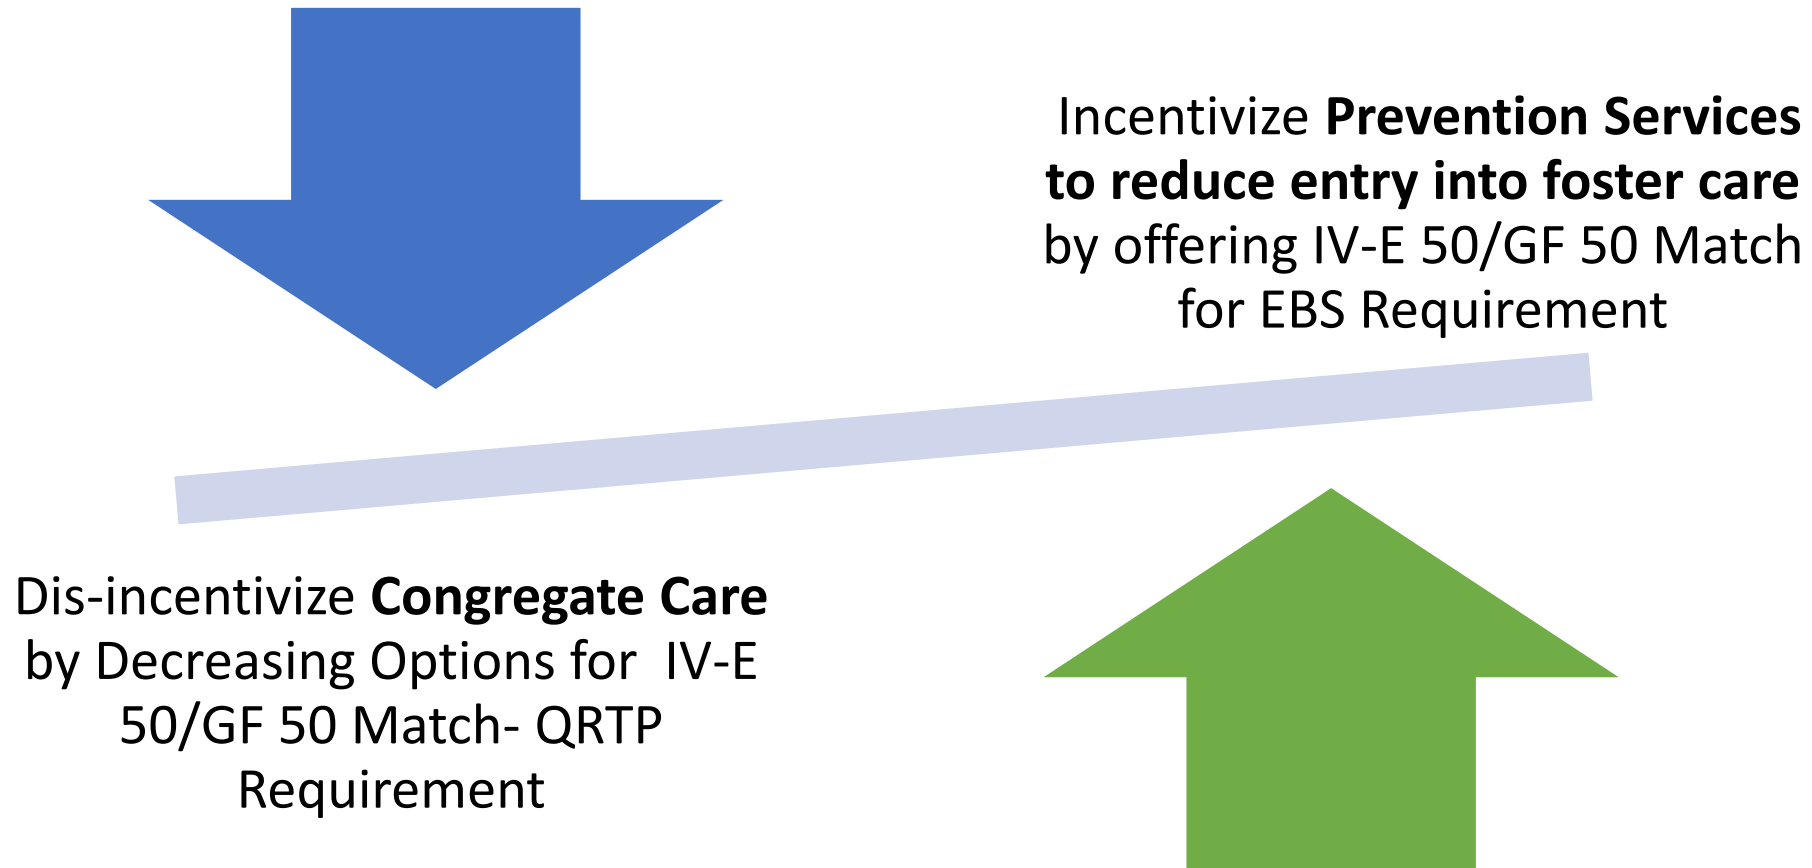 Incentivize Prevention Services
to reduce entry into foster care
by offering IV-E 50/GF 50 Match
for EBS Requirement
Dis-incentivize Congregate Care
by Decreasing Options for  IV-E
50/GF 50 Match- QRTP
Requirement